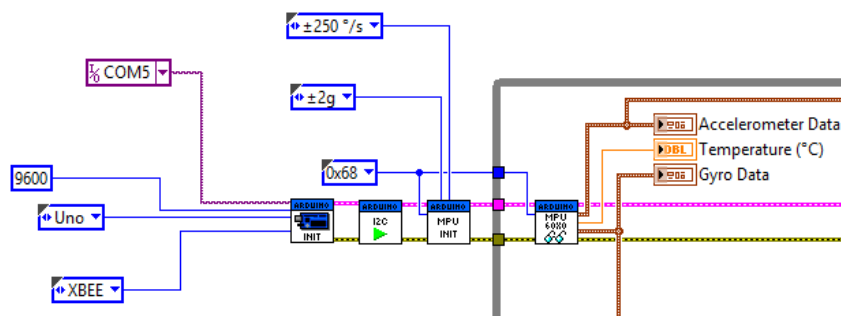 ±250 °/s
I/O COM5
±2g
Accelerometer Data
DBL Temperature (°C)
Gyro Data
0x68
9600
Uno
XBEE
ARDUINO INIT
ARDUINO I2C
ARDUINO MPU INIT
ARDUINO MPU 60X0